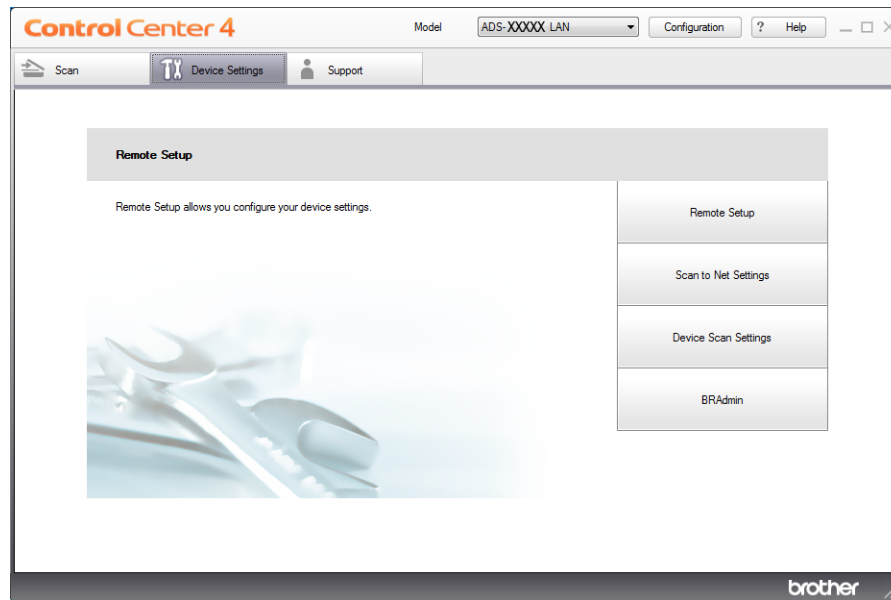 Control Center 4
Model
ADS-XXXXX LAN
Configuration
? Help
Scan
Device Settings
Support
Remote Setup
Remote Setup allows you configure your device settings.
Remote Setup
Scan to Net Settings
Device Scan Settings
BRAdmin
brother